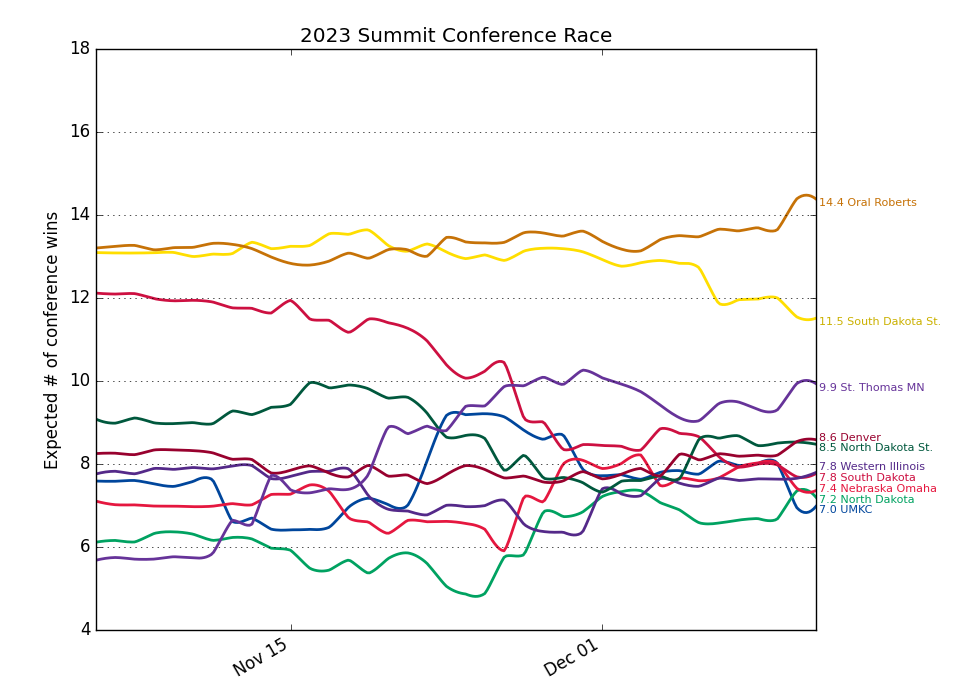 2023 Summit Conference Race
Expected # of conference wins
18
16
14
12
10
8
6
4
Nov 15
Dec 01
14.4 Oral Roberts
11.5 South Dakota St.
9.9 St. Thomas MN
8.6 Denver
8.5 North Dakota St.
7.8 Western Illinois
7.8 South Dakota
7.4 Nebraska Omaha
7.2 North Dakota
7.0 UMKC